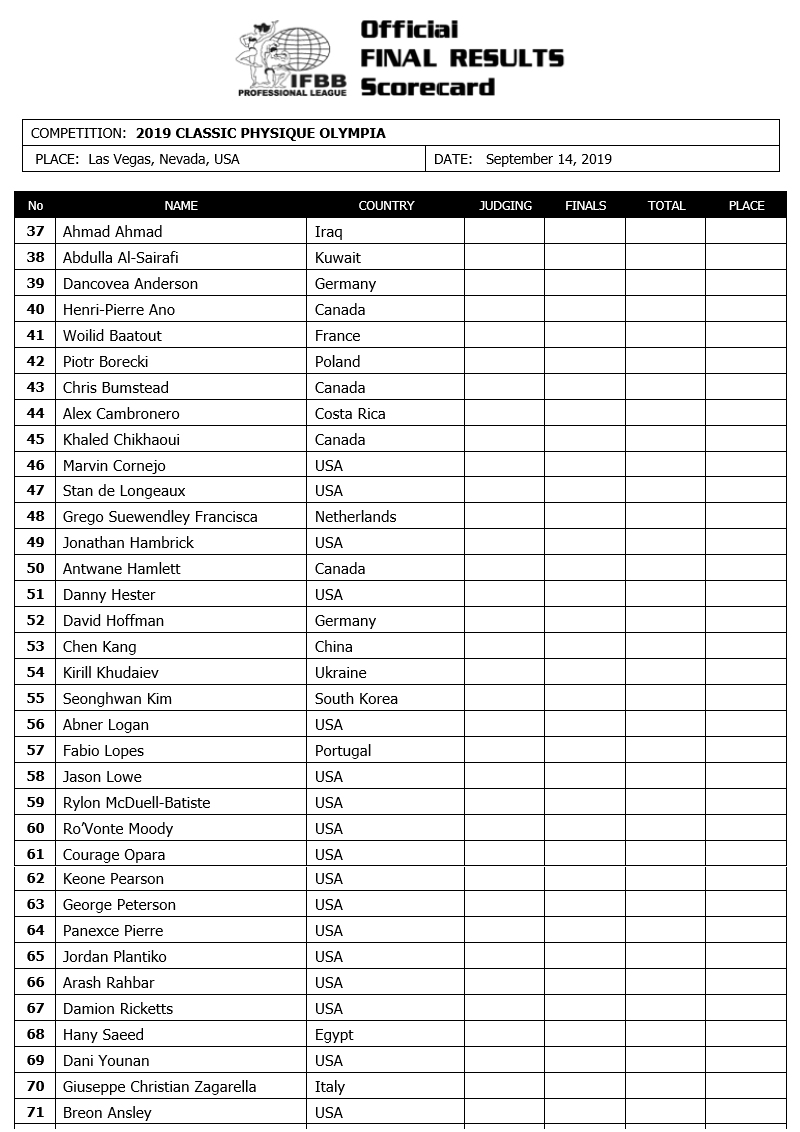 Official
FINAL RESULTS
Scorecard
IFBB
PROFESSIONAL LEAGUE
COMPETITION: 2019 CLASSIC PHYSIQUE OLYMPIA
PLACE: Las Vegas, Nevada, USA DATE: September 14, 2019
No NAME COUNTRY JUDGING FINALS TOTAL PLACE
37 Ahmad Ahmad Iraq
38 Abdulla Al-Sairafi Kuwait
39 Dancovea Anderson Germany
40 Henri-Pierre Ano Canada
41 Woilid Baatout France
42 Piotr Borecki Poland
43 Chris Bumstead Canada
44 Alex Cambronero Costa Rica
45 Khaled Chikhaoui Canada
46 Marvin Cornejo USA
47 Stan de Longeaux USA
48 Grego Suewendley Francisca Netherlands
49 Jonathan Hambrick USA
50 Antwane Hamlett Canada
51 Danny Hester USA
52 David Hoffman Germany
53 Chen Kang China
54 Kirill Khudaiev Ukraine
55 Seonghwan Kim South Korea
56 Abner Logan USA
57 Fabio Lopes Portugal
58 Jason Lowe USA
59 Rylon McDuell-Batiste USA
60 Ro’Vonte Moody USA
61 Courage Opara USA
62 Keone Pearson USA
63 George Peterson USA
64 Panexce Pierre USA
65 Jordan Plantiko USA
66 Arash Rahbar USA
67 Damion Ricketts USA
68 Hany Saeed Egypt
69 Dani Younan USA
70 Giuseppe Christian Zagarella Italy
71 Breon Ansley USA